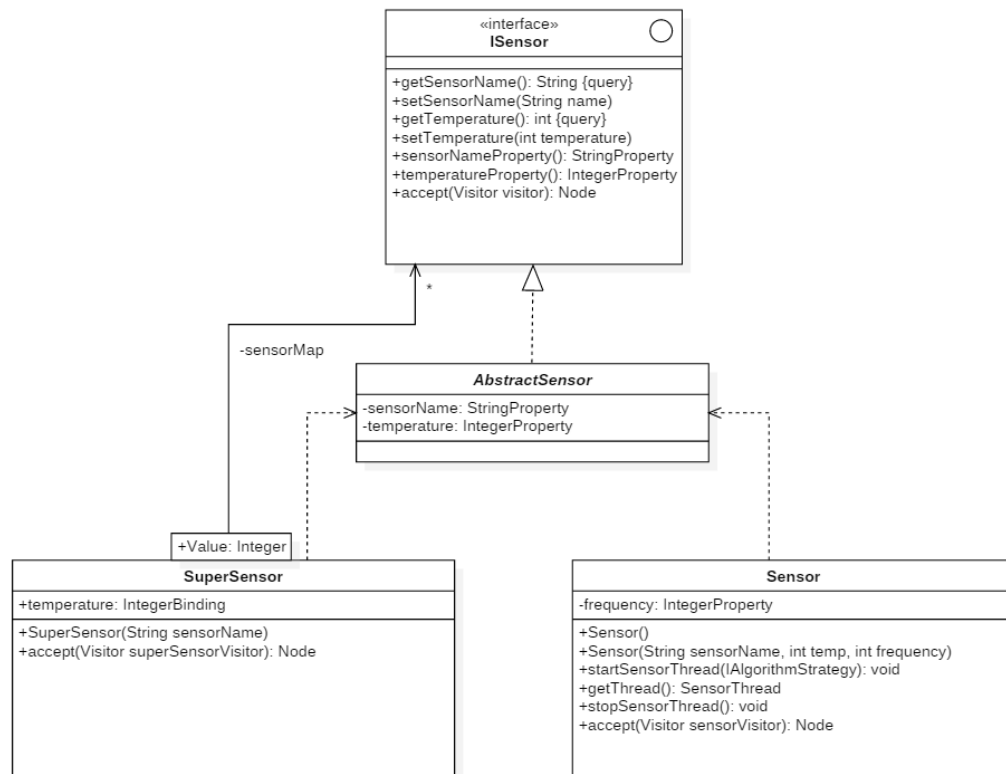 «interface»
ISensor
+getSensorName(): String {query}
+setSensorName(String name)
+getTemperature(): int {query}
+setTemperature(int temperature)
+sensorNameProperty(): StringProperty
+temperatureProperty(): IntegerProperty
+accept(Visitor visitor): Node
*
-sensorMap
AbstractSensor
-sensorName: StringProperty
-temperature: IntegerProperty
+Value: Integer
SuperSensor
+temperature: IntegerBinding
+SuperSensor(String sensorName)
+accept(Visitor superSensorVisitor): Node
Sensor
-frequency: IntegerProperty
+Sensor()
+Sensor(String sensorName, int temp, int frequency)
+startSensorThread(IAlgorithmStrategy): void
+getThread(): SensorThread
+stopSensorThread(): void
+accept(Visitor sensorVisitor): Node